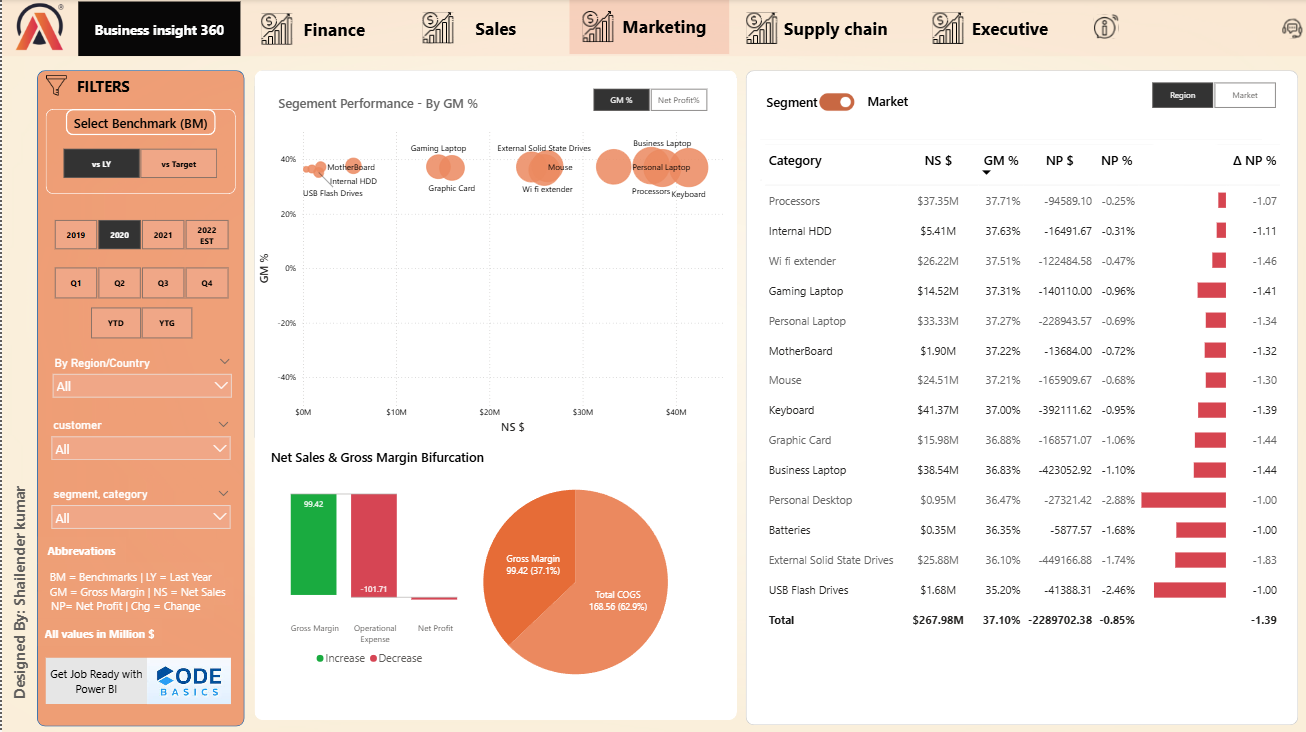 Business insight 360
Finance
Sales
Marketing
Supply chain
Executive
FILTERS
Select Benchmark (BM)
vs LY
vs Target
2019
2020
2021
2022
EST
Q1
Q2
Q3
Q4
YTD
YTG
By Region/Country
All
customer
All
segment, category
All
Abbrevations
BM = Benchmarks | LY = Last Year
GM = Gross Margin | NS = Net Sales
NP= Net Profit | Chg = Change
All values in Million $
Get Job Ready with
Power BI
CODE
BASICS
Designed By: Shailender kumar
Segement Performance - By GM %
GM %
Net Profit%
40%
20%
0%
-20%
-40%
GM %
Business Laptop
Gaming Laptop
External Solid State Drives
MotherBoard
Mouse
Personal Laptop
Internal HDD
Graphic Card
Wi fi extender
Processors
Keyboard
USB Flash Drives
$0M
$10M
$20M
$30M
$40M
NS $
Net Sales & Gross Margin Bifurcation
99.42
-101.71
Gross Margin
Operational
Expense
Net Profit
Increase
Decrease
Gross Margin
99.42 (37.1%)
Total COGS
168.56 (62.9%)
Segment
Market
Region
Market
Category NS $ GM % NP $ NP % Δ NP %
Processors $37.35M 37.71% -94589.10 -0.25% -1.07
Internal HDD $5.41M 37.63% -16491.67 -0.31% -1.11
Wi fi extender $26.22M 37.51% -122484.58 -0.47% -1.46
Gaming Laptop $14.52M 37.31% -140110.00 -0.96% -1.41
Personal Laptop $33.33M 37.27% -228943.57 -0.69% -1.34
MotherBoard $1.90M 37.22% -13684.00 -0.72% -1.32
Mouse $24.51M 37.21% -165909.67 -0.68% -1.30
Keyboard $41.37M 37.00% -392111.62 -0.95% -1.39
Graphic Card $15.98M 36.88% -168571.07 -1.06% -1.44
Business Laptop $38.54M 36.83% -423052.92 -1.10% -1.44
Personal Desktop $0.95M 36.47% -27321.42 -2.88% -1.00
Batteries $0.35M 36.35% -5877.57 -1.68% -1.00
External Solid State Drives $25.88M 36.10% -449166.88 -1.74% -1.83
USB Flash Drives $1.68M 35.20% -41388.31 -2.46% -1.00
Total $267.98M 37.10% -2289702.38 -0.85% -1.39